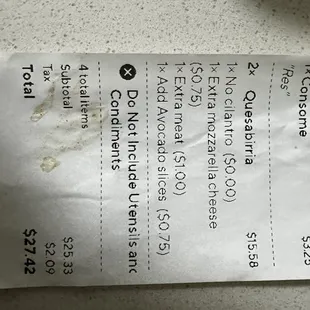 1x Consome $3.25
"Res"
2x Quesabirria $15.58
1x No cilantro ($0.00)
1x Extra mozzarella cheese
($0.75)
1x Extra meat ($1.00)
1x Add Avocado slices ($0.75)
Do Not Include Utensils and
Condiments
4 total items
Subtotal $25.33
Tax $2.09
Total $27.42